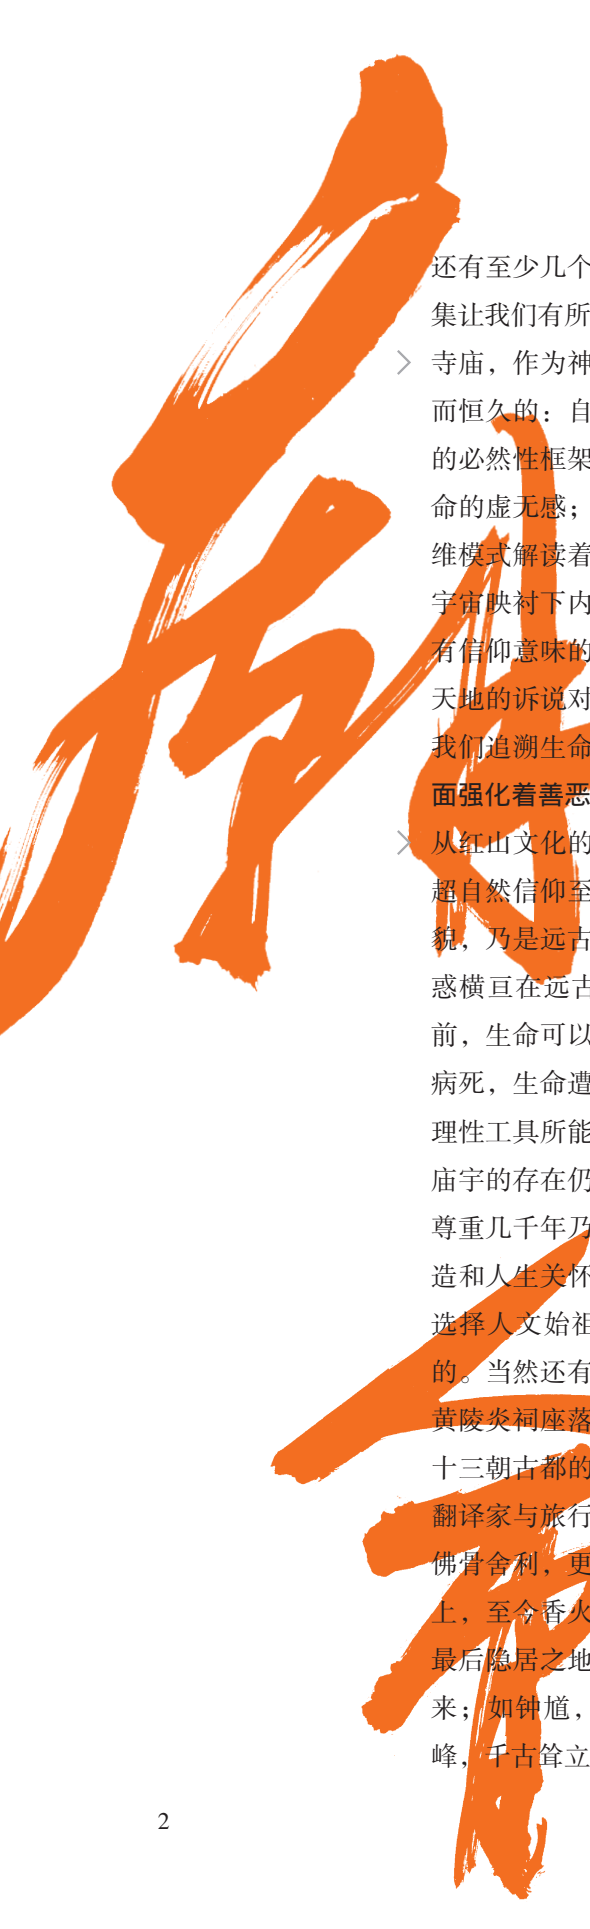 还有至少几个
集让我们有所
寺庙，作为神
而恒久的：自
的必然性框架
命的虚无感；
维模式解读着
宇宙映衬下内
有信仰意味的
天地的诉说对
我们追溯生命
面强化着善恶
从红山文化的
超自然信仰至
貌，乃是远古
惑横亘在远古
前，生命可以
病死，生命遭
理性工具所能
庙宇的存在仍
尊重几千年乃
造和人生关怀
选择人文始祖
的。当然还有
黄陵炎祠座落
十三朝古都的
翻译家与旅行
佛骨舍利，更
上，至今香火
最后隐居之地
来；如钟馗，
峰，千古耸立
2